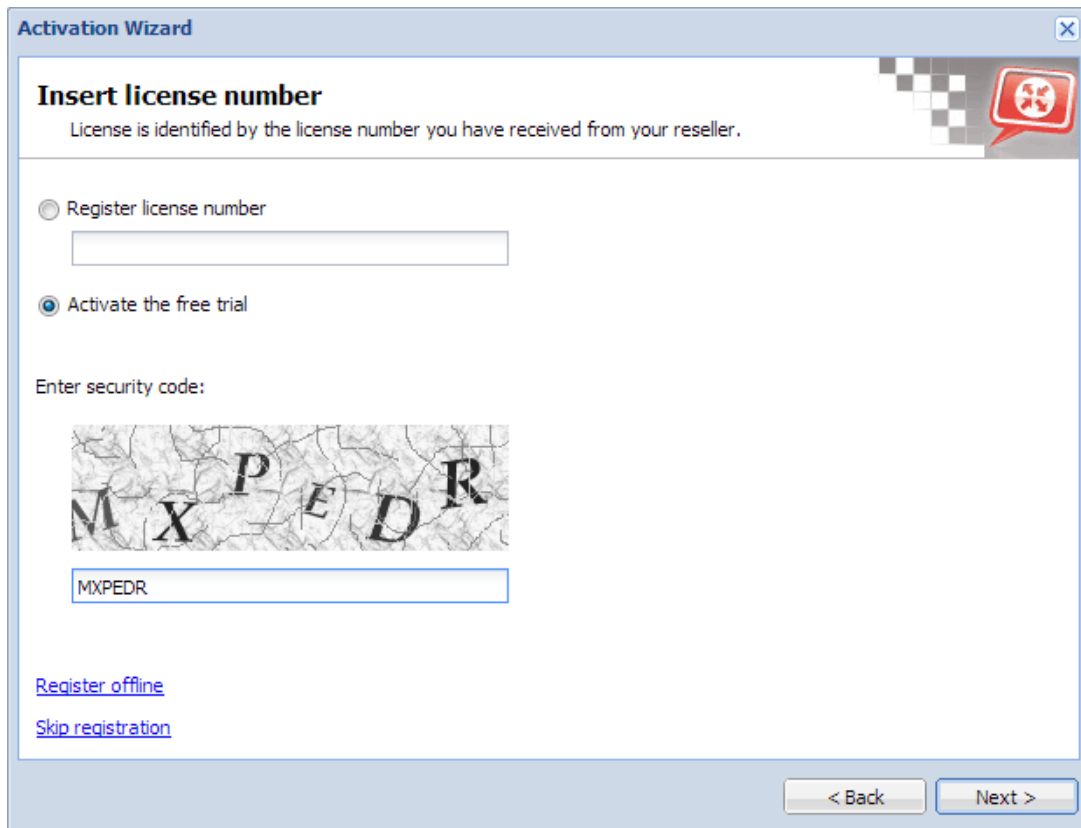 Activation Wizard
Insert license number
License is identified by the license number you have received from your reseller.
Register license number
Activate the free trial
Enter security code:
M X P E D R
MXPEDR
Register offline
Skip registration
< Back Next >